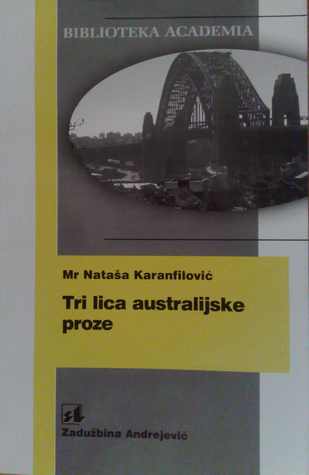 BIBLIOTEKA ACADEMIA
Mr Nataša Karanfilović
Tri lica australijske
proze
Zadužbina Andrejević